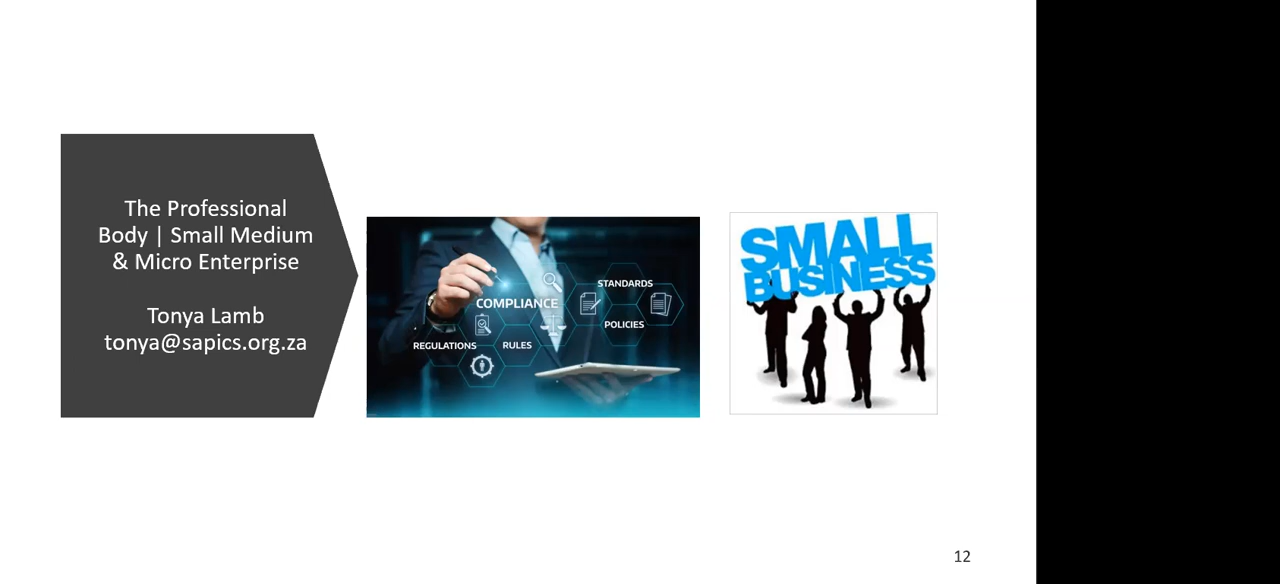 The Professional
Body | Small Medium
& Micro Enterprise
Tonya Lamb
tonya@sapics.org.za
STANDARDS
COMPLIANCE
POLICIES
REGULATIONS
RULES
SMALL
BUSINESS
12